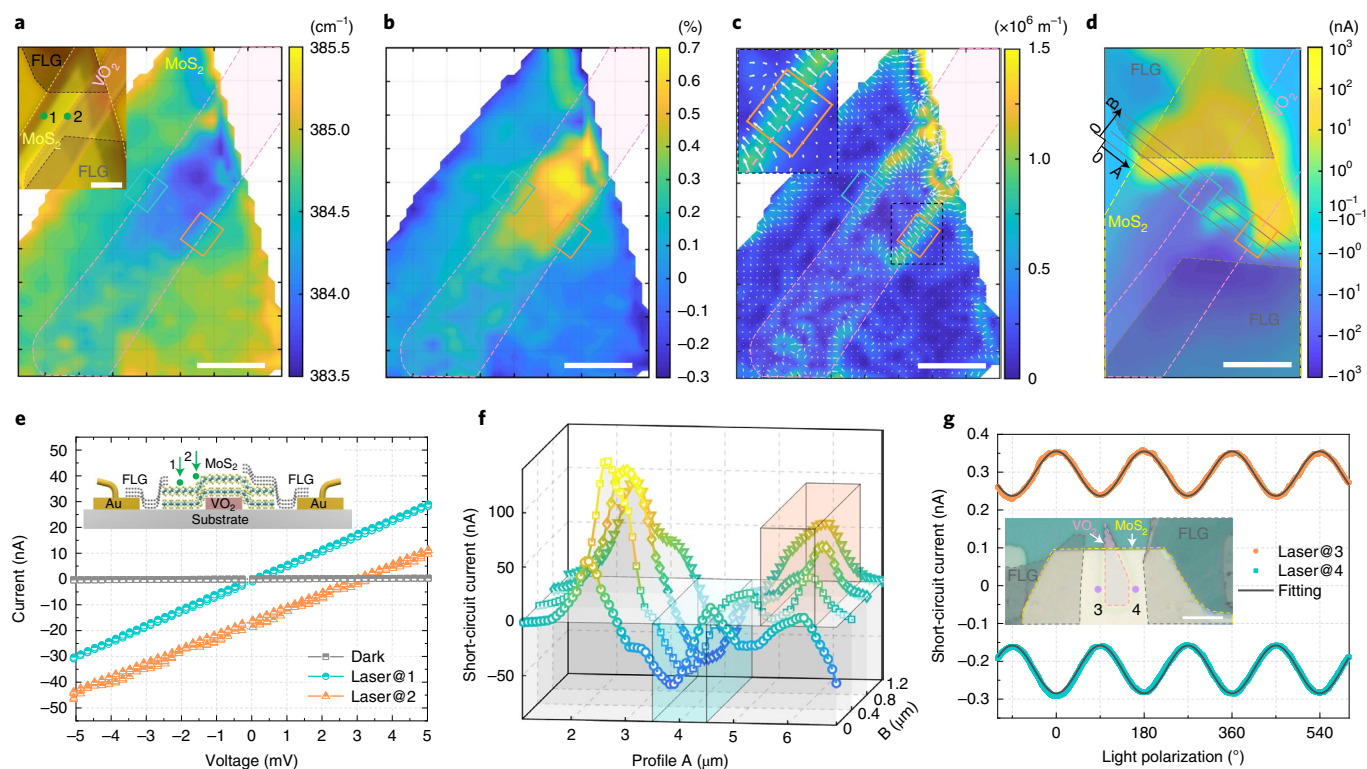 a
(cm⁻¹)
385.5
385.0
384.5
384.0
383.5
FLG
VO₂
MoS₂
1
2
MoS₂
FLG
b
(%)
0.7
0.6
0.5
0.4
0.3
0.2
0.1
0
–0.1
–0.2
–0.3
c
(×10⁶ m⁻¹)
1.5
1.0
0.5
0
d
(nA)
10³
10²
10¹
10⁰
10⁻¹
–10⁻¹
–10⁰
–10¹
–10²
–10³
FLG
VO₂
B
0
0
A
MoS₂
FLG
e
Current (nA)
50
40
30
20
10
0
–10
–20
–30
–40
–50
1
2
MoS₂
FLG
FLG
Au
VO₂
Au
Substrate
Dark
Laser@1
Laser@2
–5
–4
–3
–2
–1
0
1
2
3
4
5
Voltage (mV)
f
Short-circuit current (nA)
100
50
0
–50
2
3
4
5
6
Profile A (μm)
0
0.4
0.8
1.2
B (μm)
g
Short-circuit current (nA)
0.4
0.3
0.2
0.1
0
–0.1
–0.2
–0.3
VO₂
MoS₂
FLG
FLG
3
4
Laser@3
Laser@4
Fitting
0
180
360
540
Light polarization (°)